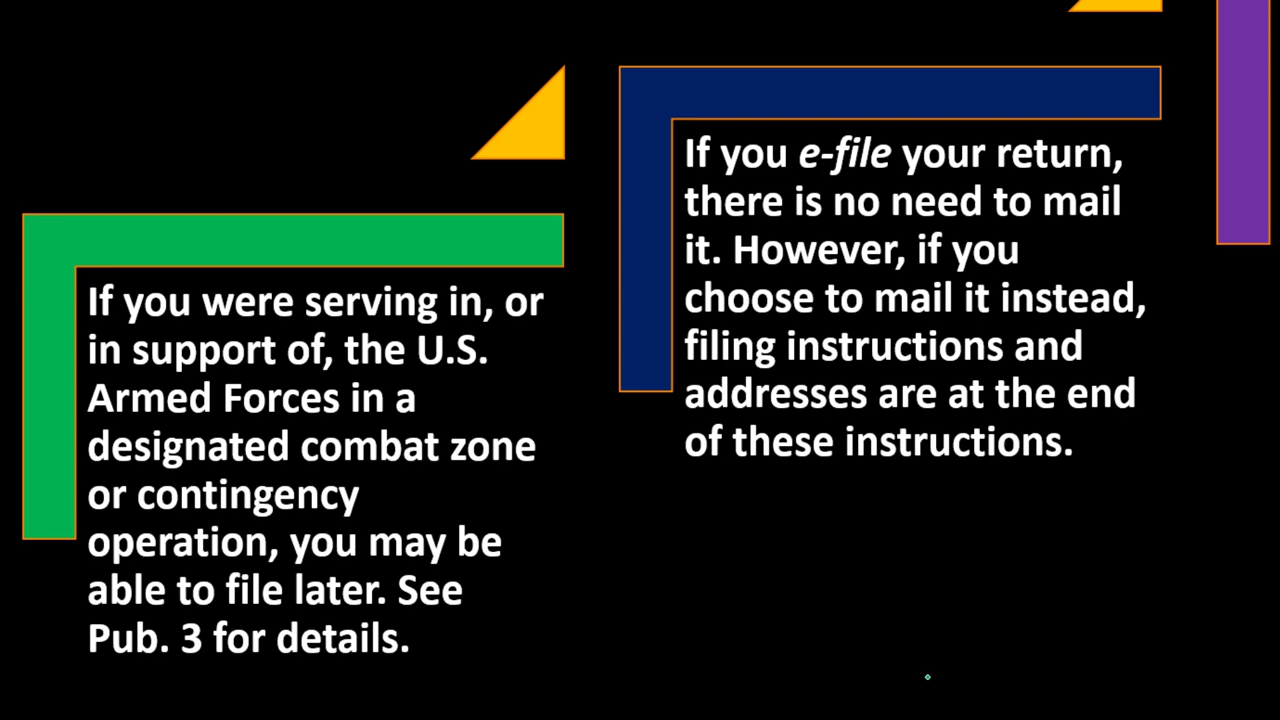 If you were serving in, or
in support of, the U.S.
Armed Forces in a
designated combat zone
or contingency
operation, you may be
able to file later. See
Pub. 3 for details.
If you e-file your return,
there is no need to mail
it. However, if you
choose to mail it instead,
filing instructions and
addresses are at the end
of these instructions.